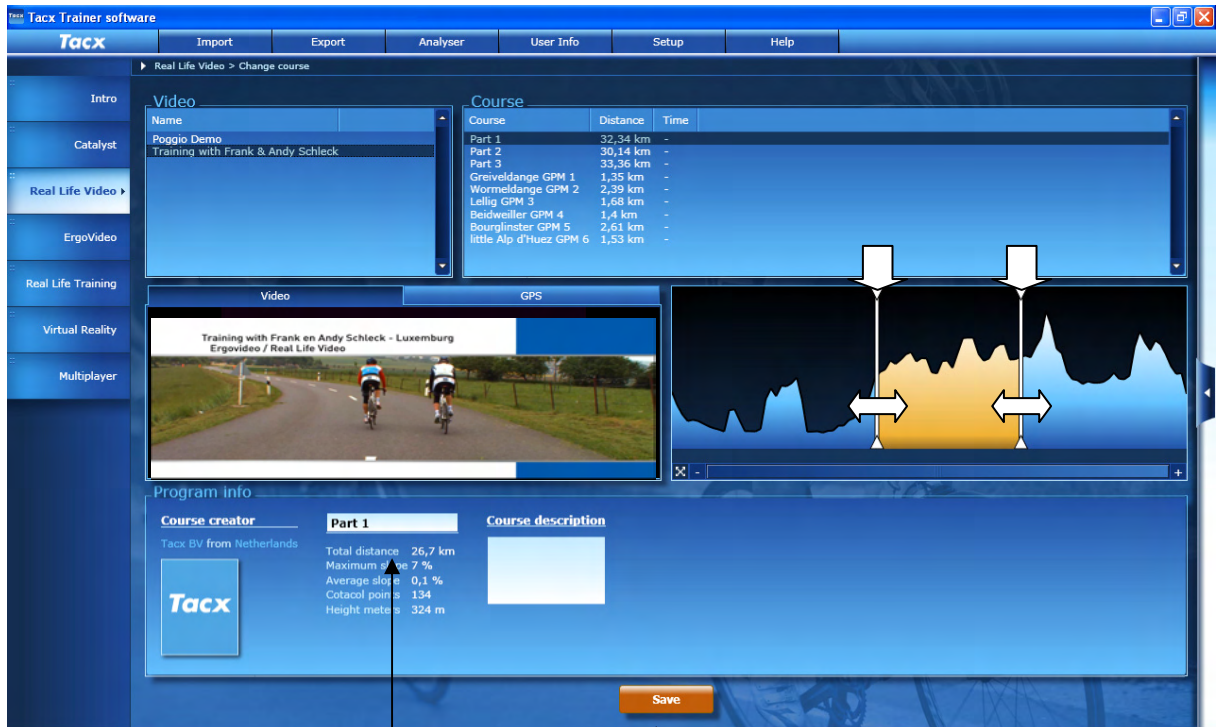 Tacx Trainer software
Tacx Import Export Analyser User Info Setup Help
Real Life Video > Change course
Intro
Catalyst
Real Life Video
ErgoVideo
Real Life Training
Virtual Reality
Multiplayer
Video
Name
Poggio Demo
Training with Frank & Andy Schleck
Course
Course Distance Time
Part 1 32,34 km -
Part 2 30,14 km -
Part 3 33,36 km -
Greiveldange GPM 1 1,35 km -
Wormeldange GPM 2 2,39 km -
Lellig GPM 3 1,68 km -
Beidweiller GPM 4 1,4 km -
Bourglinster GPM 5 2,61 km -
little Alp d'Huez GPM 6 1,53 km -
Video GPS
Training with Frank en Andy Schleck - Luxemburg
Ergovideo / Real Life Video
- +
Program info
Course creator
Tacx BV from Netherlands
Tacx
Part 1
Total distance 26,7 km
Maximum slope 7 %
Average slope 0,1 %
Cotacol points 134
Height meters 324 m
Course description
Save